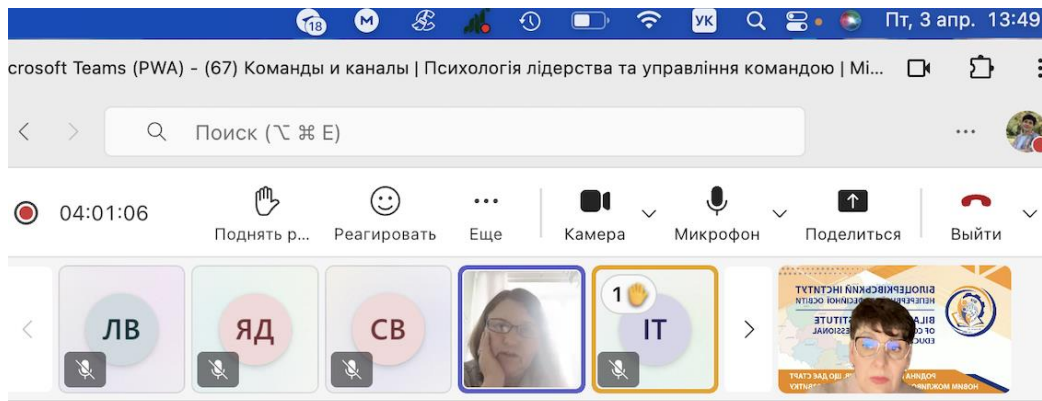 18 M УК Пт, 3 апр. 13:49
crosoft Teams (PWA) - (67) Команды и каналы | Психологія лідерства та управління командою | Mi...
Поиск (⌥ ⌘ E)
04:01:06
Поднять р... Реагировать Еще Камера Микрофон Поделиться Выйти
ЛВ ЯД СВ 1 ІТ
БІЛОЦЕРКІВСЬКИЙ ІНСТИТУТ